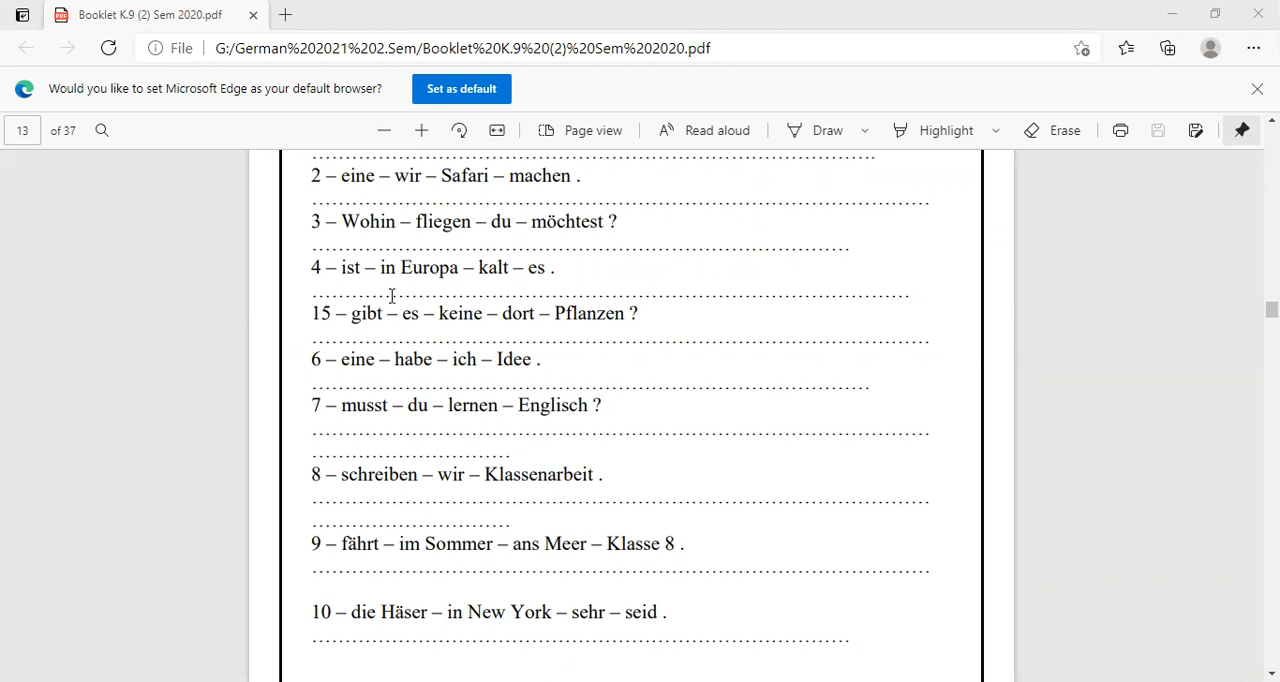 Booklet K.9 (2) Sem 2020.pdf
File G:/German%202021%202.Sem/Booklet%20K.9%20(2)%20Sem%202020.pdf
Would you like to set Microsoft Edge as your default browser? Set as default
13 of 37 Page view Read aloud Draw Highlight Erase
2 – eine – wir – Safari – machen .
3 – Wohin – fliegen – du – möchtest ?
4 – ist – in Europa – kalt – es .
15 – gibt – es – keine – dort – Pflanzen ?
6 – eine – habe – ich – Idee .
7 – musst – du – lernen – Englisch ?
8 – schreiben – wir – Klassenarbeit .
9 – fährt – im Sommer – ans Meer – Klasse 8 .
10 – die Häser – in New York – sehr – seid .